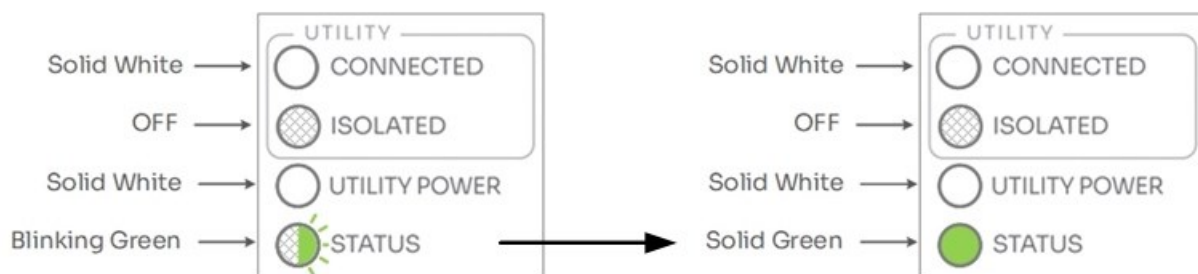 UTILITY
Solid White CONNECTED
OFF ISOLATED
Solid White UTILITY POWER
Blinking Green STATUS
UTILITY
Solid White CONNECTED
OFF ISOLATED
Solid White UTILITY POWER
Solid Green STATUS